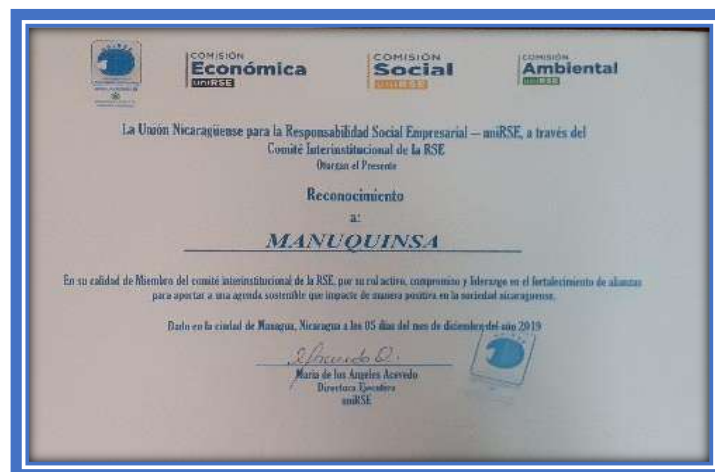 COMISIÓN
Económica
uniRSE
COMISIÓN
Social
uniRSE
COMISIÓN
Ambiental
uniRSE
La Unión Nicaragüense para la Responsabilidad Social Empresarial – uniRSE, a través del
Comité Interinstitucional de la RSE
Otorgan el Presente
Reconocimiento
a:
MANUQUINSA
En su calidad de Miembro del comité interinstitucional de la RSE, por su rol activo, compromiso y liderazgo en el fortalecimiento de alianzas
para aportar a una agenda sostenible que impacte de manera positiva en la sociedad nicaragüense.
Dado en la ciudad de Managua, Nicaragua a los 05 días del mes de diciembre del año 2019
María de los Angeles Acevedo
Directora Ejecutiva
uniRSE